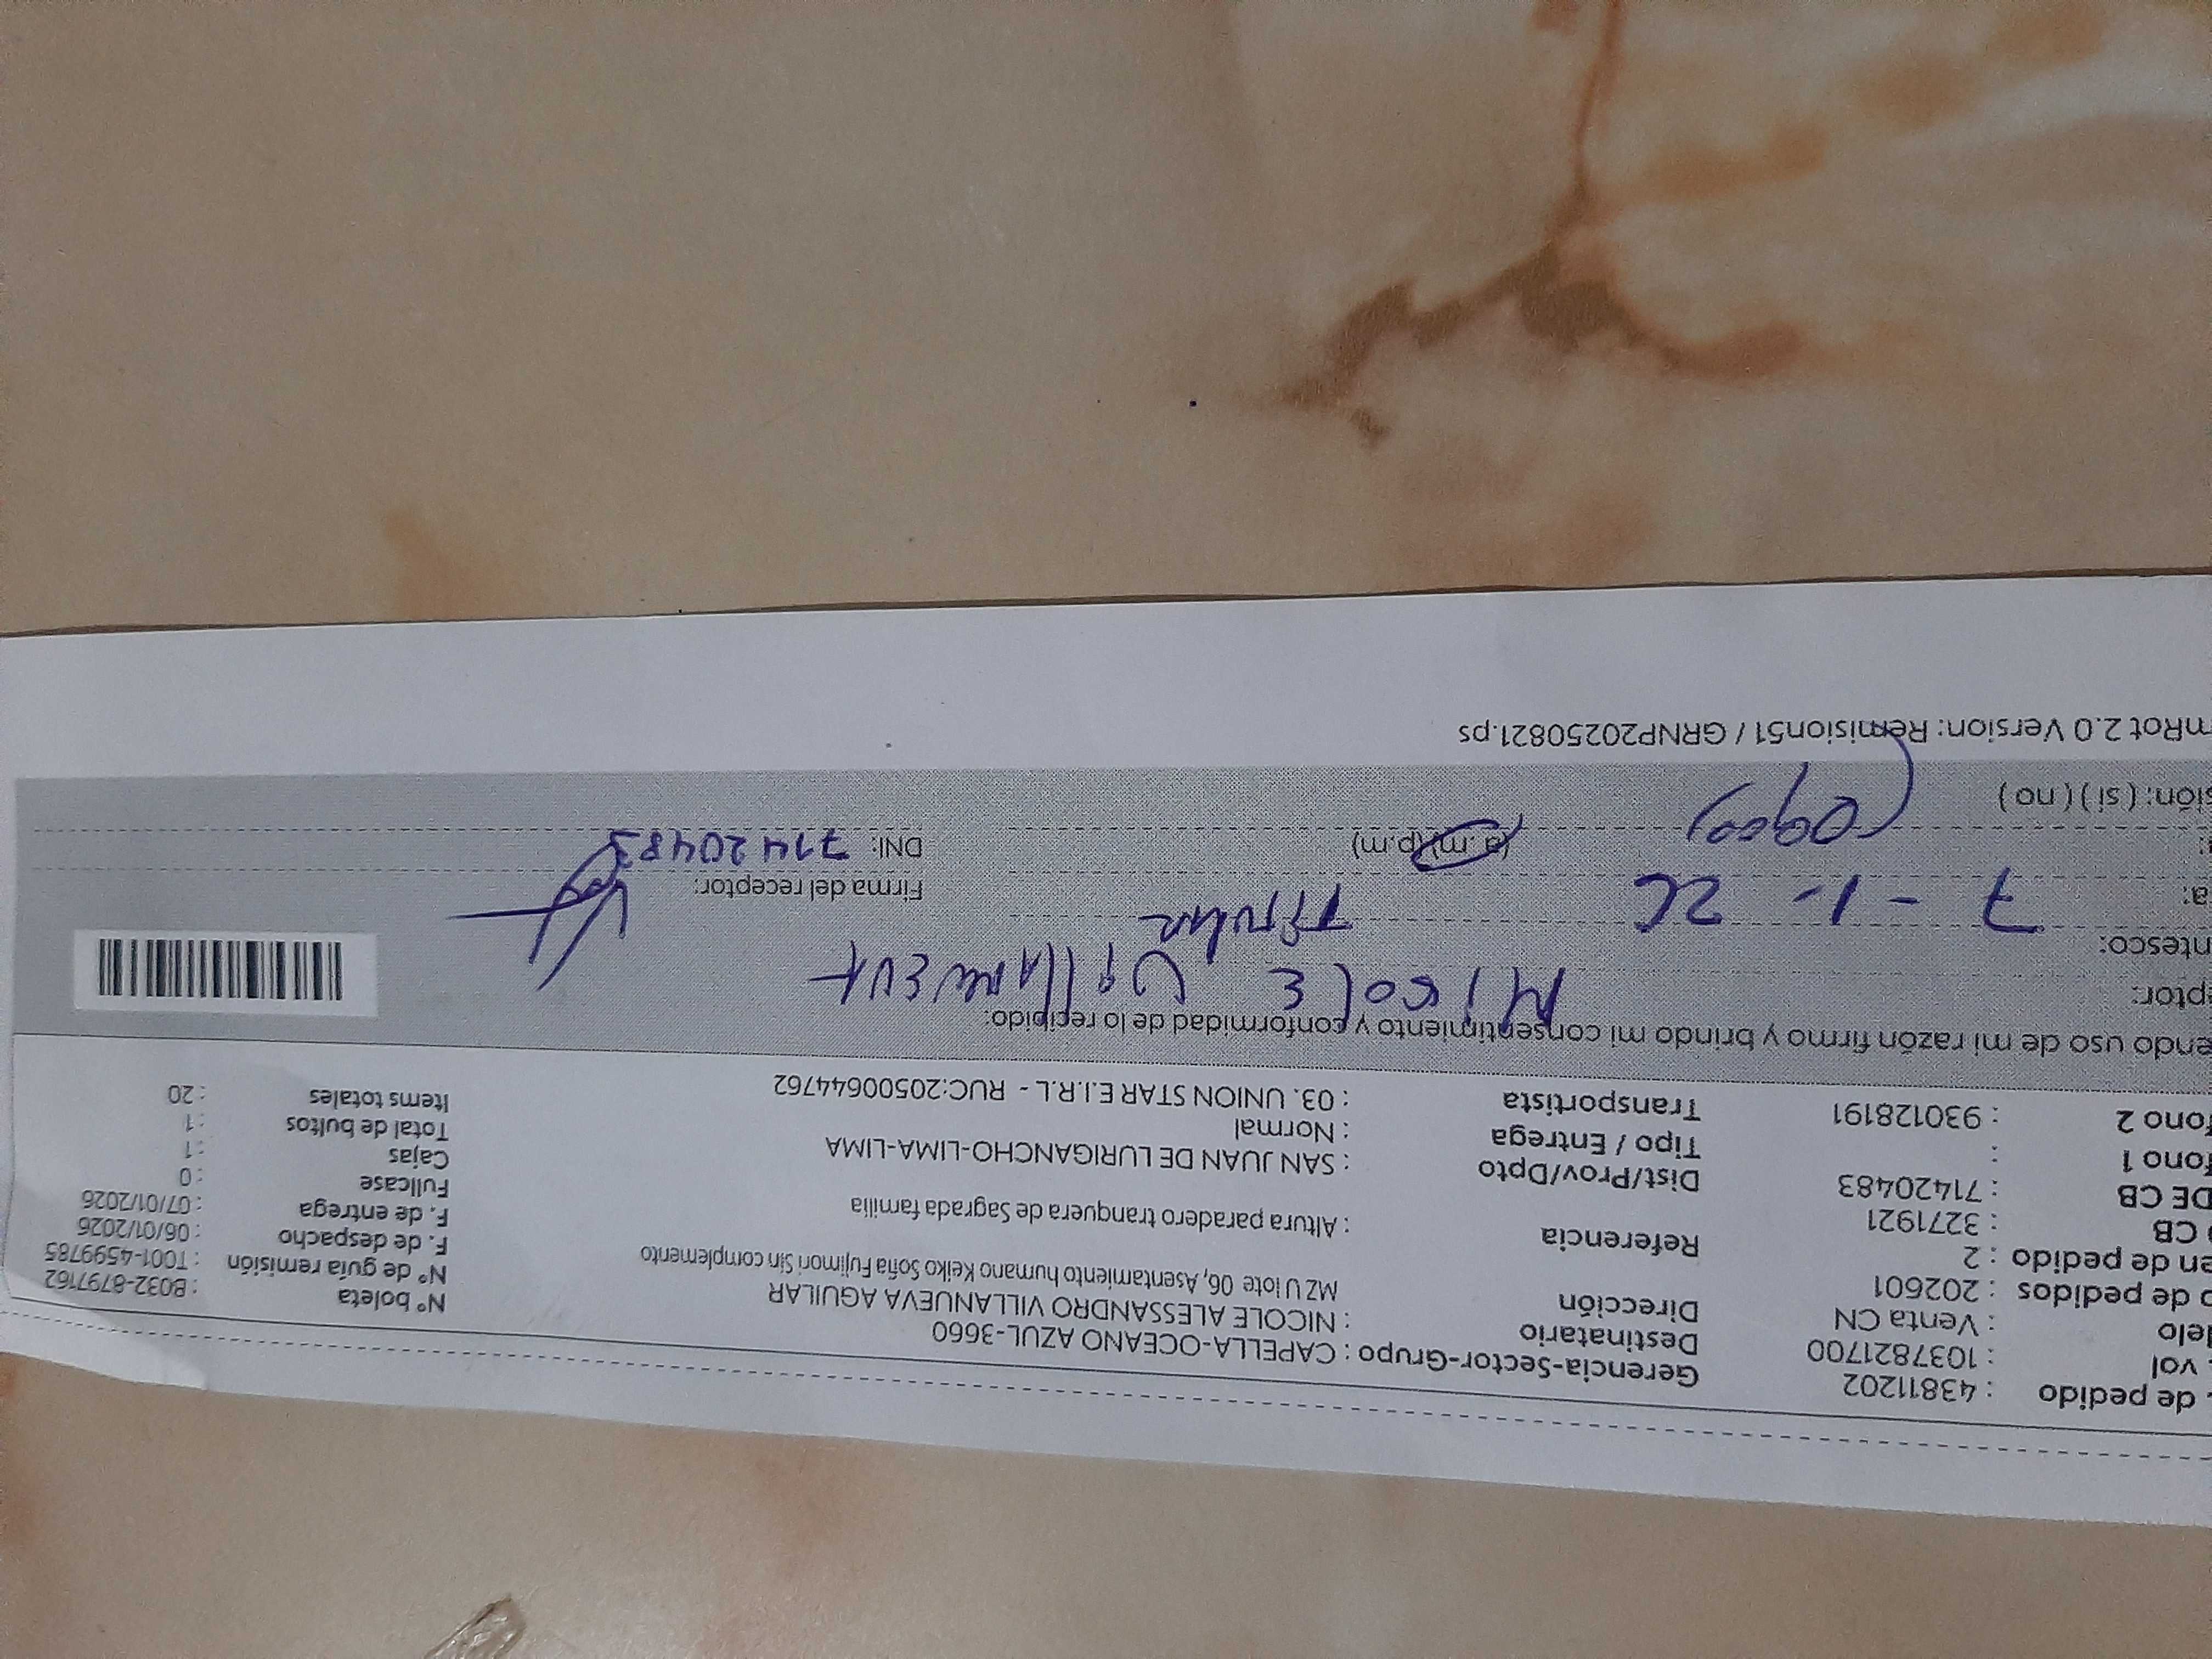 . de pedido : 43811202
. vol : 1037821700
delo : Venta CN
o de pedidos : 202601
en de pedido : 2
CB : 3271921
DE CB : 71420483
fono 1 :
fono 2 : 930128191
Gerencia-Sector-Grupo : CAPELLA-OCEANO AZUL-3660
Destinatario : NICOLE ALESSANDRO VILLANUEVA AGUILAR
Dirección MZ U lote 06, Asentamiento humano Keiko Sofia Fujimori Sin complemento
Referencia : Altura paradero tranquera de Sagrada familia
Dist/Prov/Dpto : SAN JUAN DE LURIGANCHO-LIMA-LIMA
Tipo / Entrega : Normal
Transportista : 03. UNION STAR E.I.R.L - RUC:20500644762
N° boleta : B032-8797162
N° de guía remisión : T001-4599785
F. de despacho : 06/01/2026
F. de entrega : 07/01/2026
Fullcase : 0
Cajas : 1
Total de bultos : 1
Items totales : 20
endo uso de mi razón firmo y brindo mi consentimiento y conformidad de lo recibido:
ptor: NicolE VillanuEva
ntesco: Titular
a: 7 - 1 - 26
Firma del receptor:
(a.m) (p.m)
DNI: 71420483
sión: ( si ) ( no )
mRot 2.0 Version: Remision51 / GRNP20250821.ps